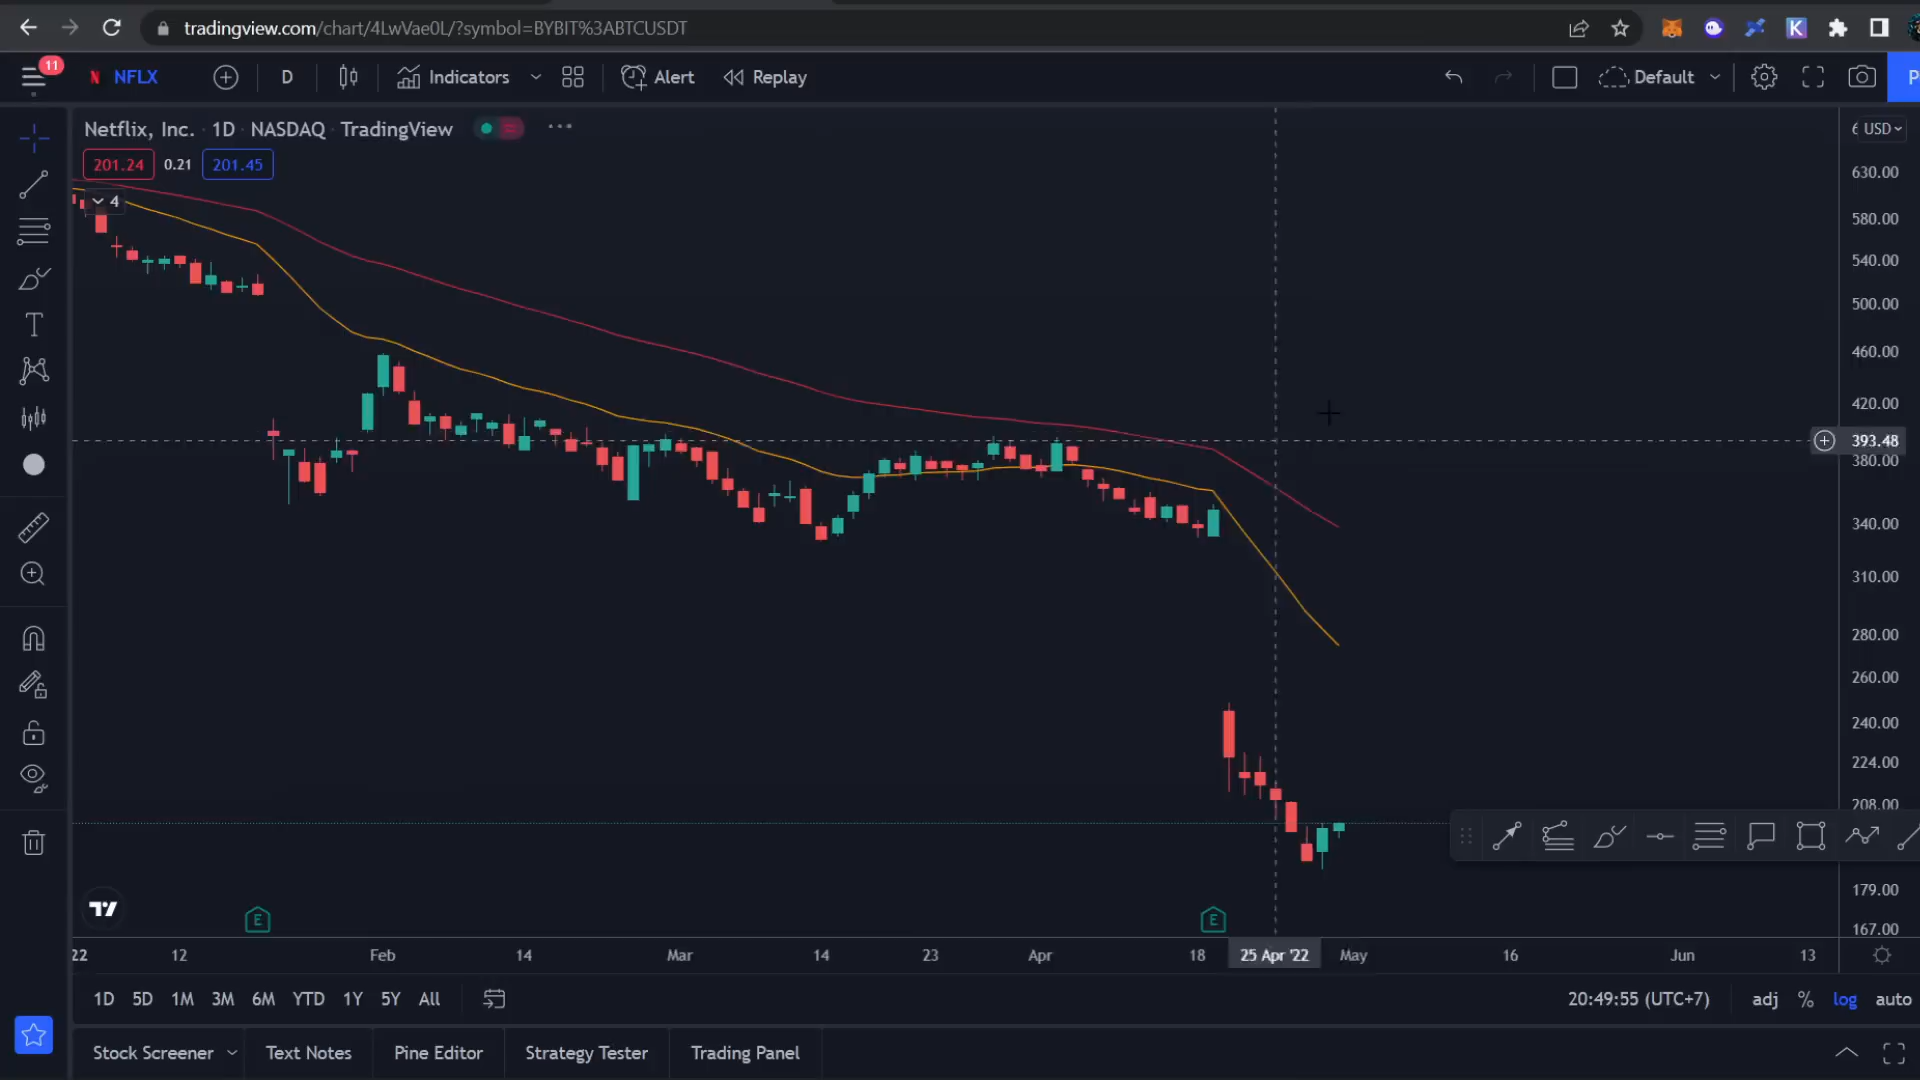 tradingview.com/chart/4LwVae0L/?symbol=BYBIT%3ABTCUSDT
11
NFLX D Indicators Alert Replay Default
Netflix, Inc. 1D NASDAQ TradingView
USD
201.24 0.21 201.45
4
630.00
580.00
540.00
500.00
460.00
420.00
393.48
380.00
340.00
310.00
280.00
260.00
240.00
224.00
208.00
179.00
167.00
E E
22 12 Feb 14 Mar 14 23 Apr 18 25 Apr '22 May 16 Jun 13
1D 5D 1M 3M 6M YTD 1Y 5Y All 20:49:55 (UTC+7) adj % log auto
Stock Screener Text Notes Pine Editor Strategy Tester Trading Panel